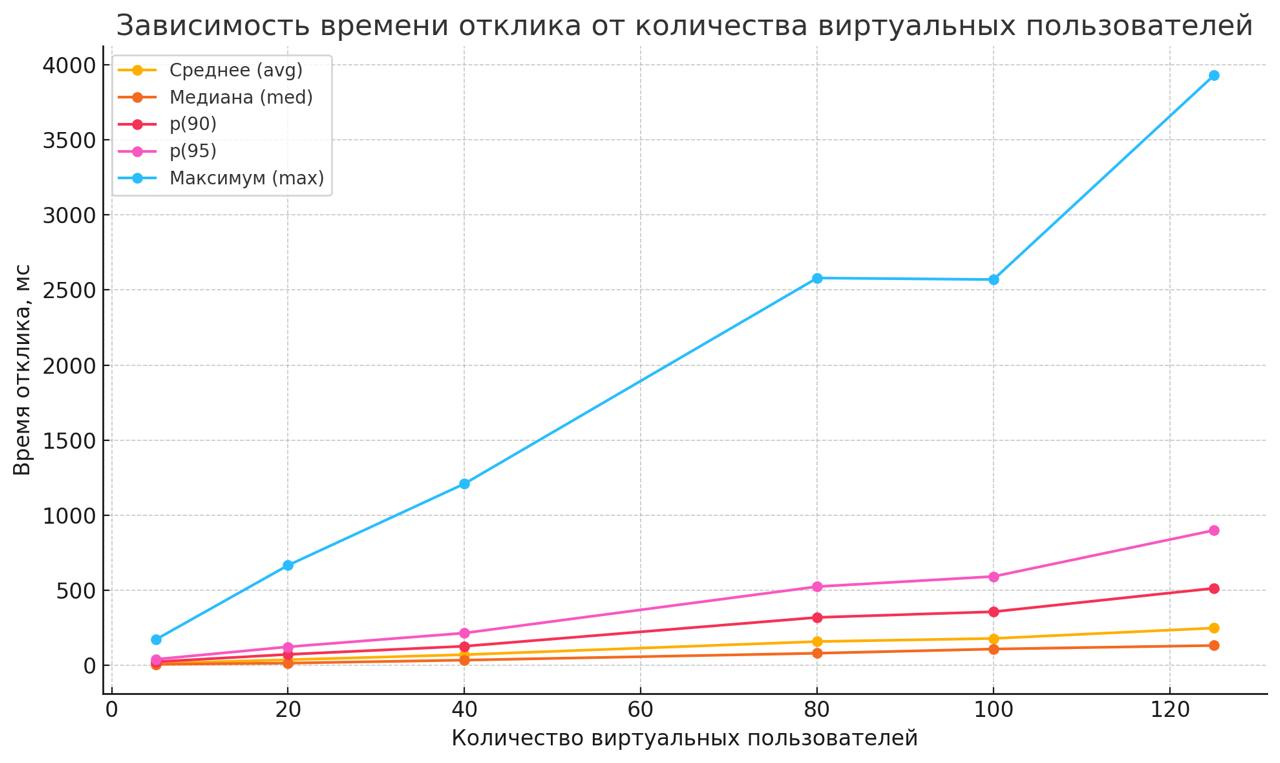 Зависимость времени отклика от количества виртуальных пользователей
Среднее (avg)
Медиана (med)
p(90)
p(95)
Максимум (max)
Время отклика, мс
4000
3500
3000
2500
2000
1500
1000
500
0
0 20 40 60 80 100 120
Количество виртуальных пользователей